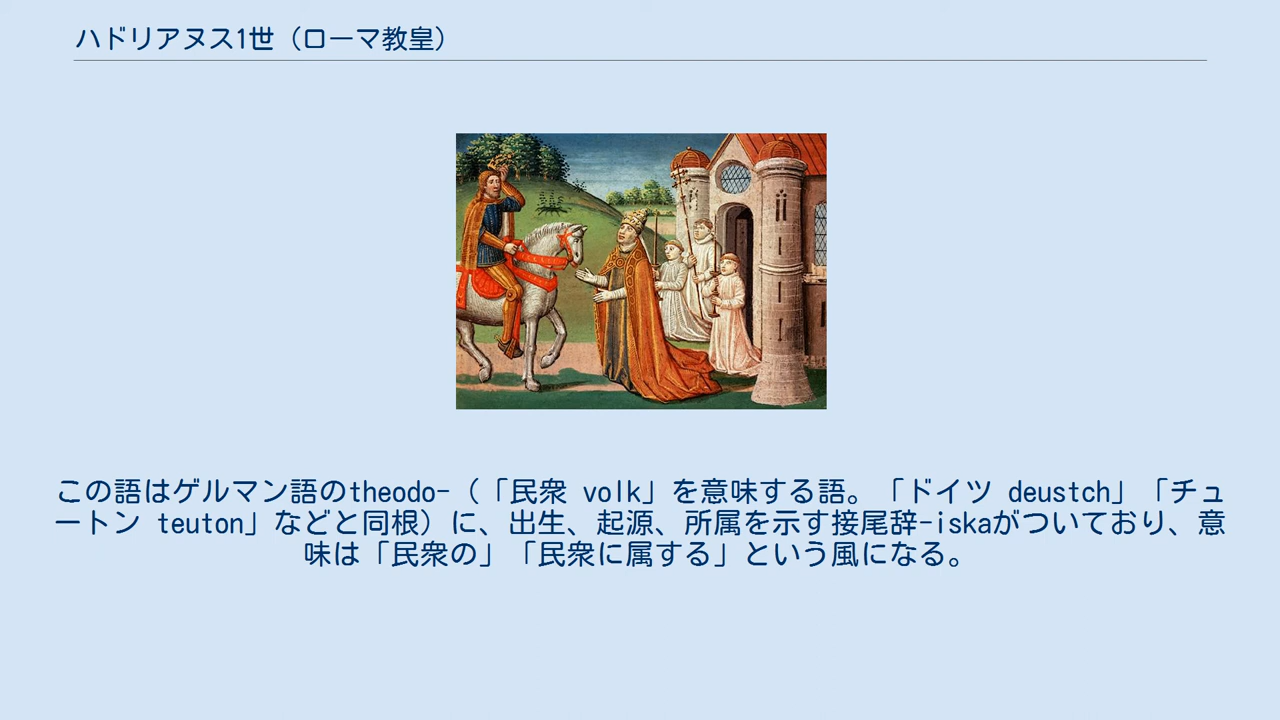 ハドリアヌス1世（ローマ教皇）
この語はゲルマン語のtheodo-（「民衆 volk」を意味する語。「ドイツ deustch」「チュ
ートン teuton」などと同根）に、出生、起源、所属を示す接尾辞-iskaがついており、意
味は「民衆の」「民衆に属する」という風になる。